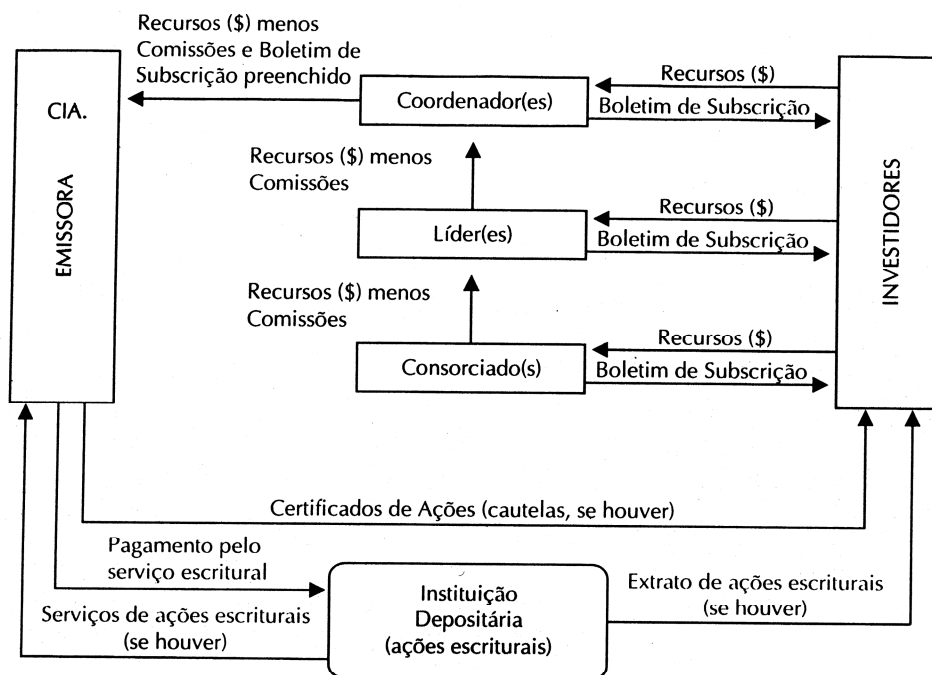 Recursos ($) menos
Comissões e Boletim de
Subscrição preenchido
CIA.
EMISSORA
Coordenador(es)
Recursos ($)
Boletim de Subscrição
INVESTIDORES
Recursos ($) menos
Comissões
Líder(es)
Recursos ($)
Boletim de Subscrição
Recursos ($) menos
Comissões
Consorciado(s)
Recursos ($)
Boletim de Subscrição
Certificados de Ações (cautelas, se houver)
Pagamento pelo
serviço escritural
Serviços de ações escriturais
(se houver)
Instituição
Depositária
(ações escriturais)
Extrato de ações escriturais
(se houver)